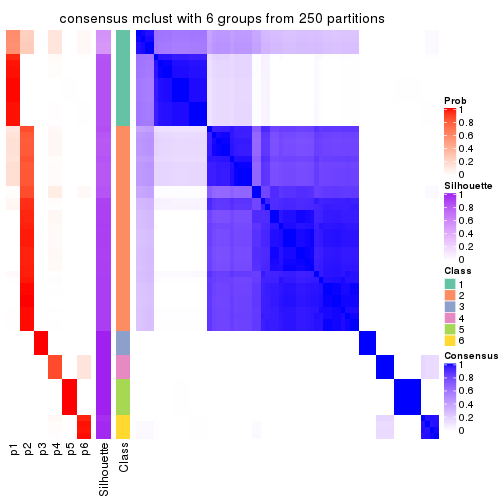 consensus mclust with 6 groups from 250 partitions
Prob
1
0.8
0.6
0.4
0.2
0
Silhouette
1
0.8
0.6
0.4
0.2
0
Class
1
2
3
4
5
6
Consensus
1
0.8
0.6
0.4
0.2
0
p1
p2
p3
p4
p5
p6
Silhouette
Class